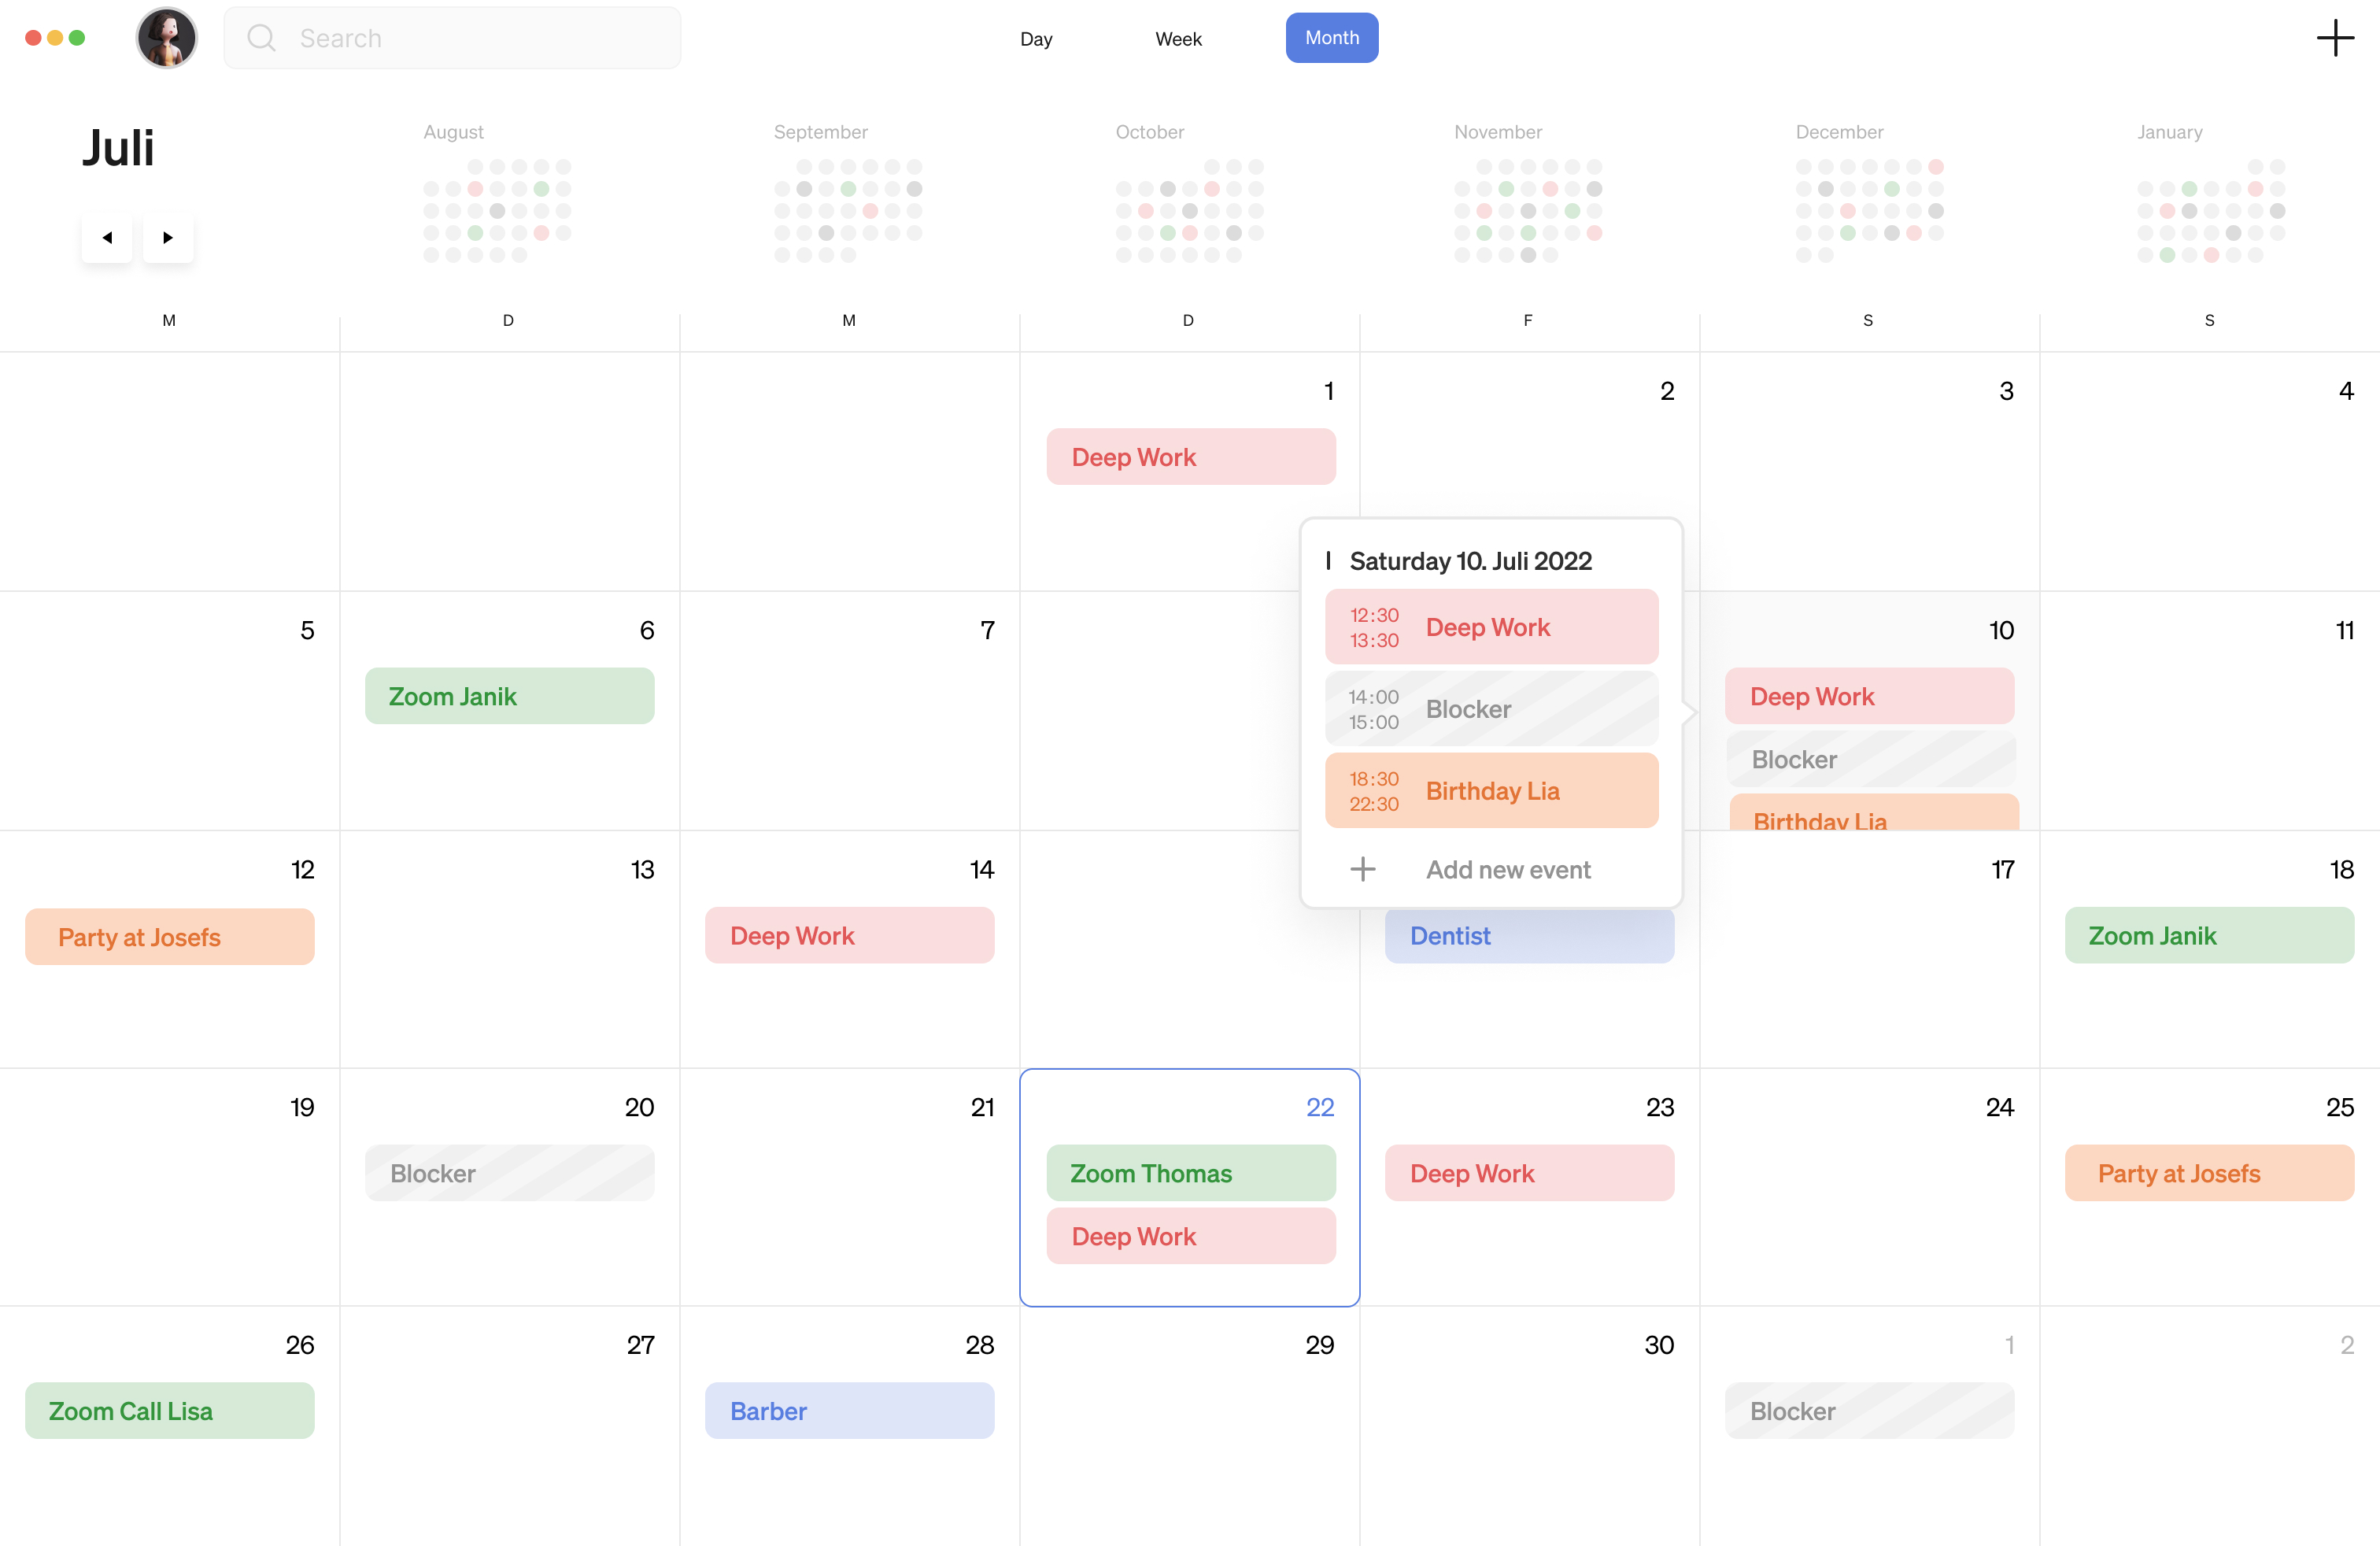 Search
Day
Week
Month
Juli
August
September
October
November
December
January
M
D
M
D
F
S
S
1
2
3
4
Deep Work
5
6
7
10
11
Zoom Janik
Deep Work
Blocker
Birthday Lia
Saturday 10. Juli 2022
12:30
13:30
Deep Work
14:00
15:00
Blocker
18:30
22:30
Birthday Lia
Add new event
12
13
14
17
18
Party at Josefs
Deep Work
Dentist
Zoom Janik
19
20
21
22
23
24
25
Blocker
Zoom Thomas
Deep Work
Deep Work
Party at Josefs
26
27
28
29
30
1
2
Zoom Call Lisa
Barber
Blocker